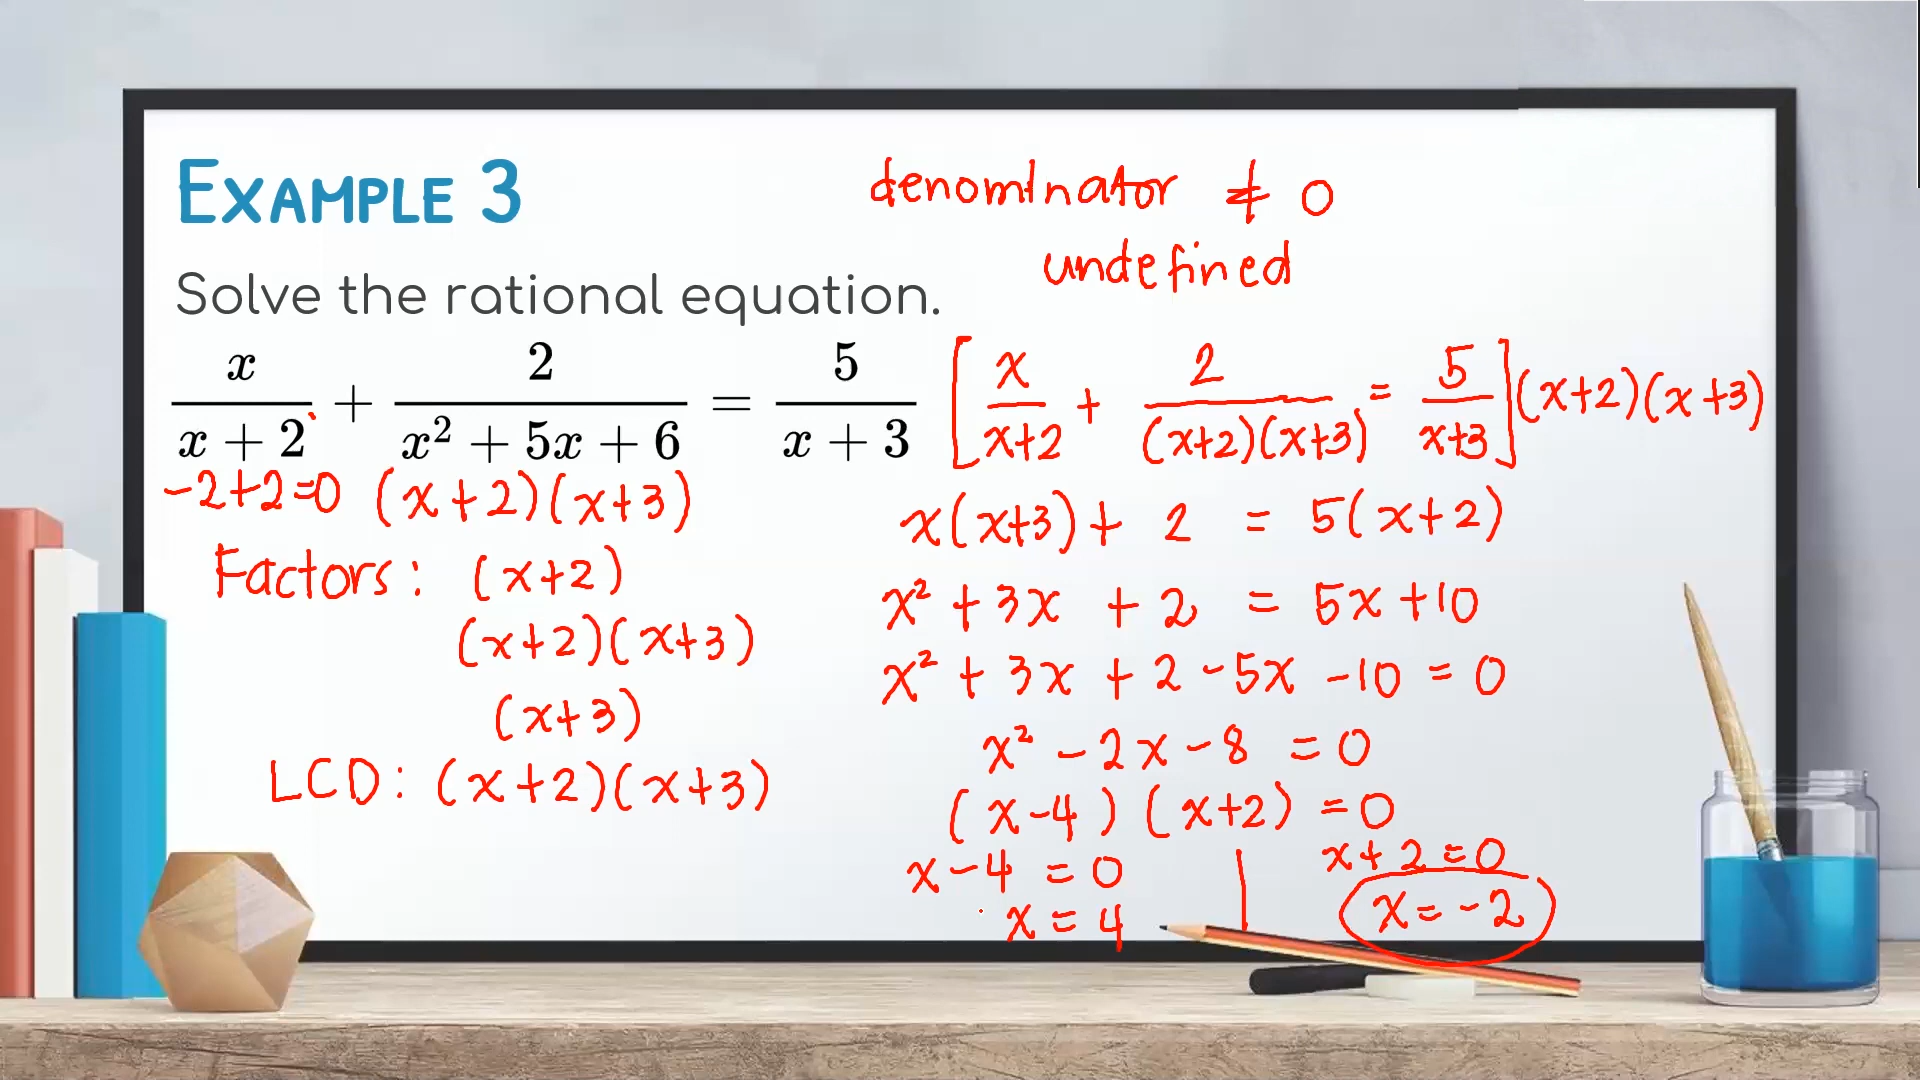 EXAMPLE 3
Solve the rational equation.
x/(x + 2) + 2/(x² + 5x + 6) = 5/(x + 3)
-2+2=0 (x+2)(x+3)
Factors: (x+2)
(x+2)(x+3)
(x+3)
LCD: (x+2)(x+3)
denominator ≠ 0
undefined
[x/(x+2) + 2/((x+2)(x+3)) = 5/(x+3)](x+2)(x+3)
x(x+3) + 2 = 5(x+2)
x² + 3x + 2 = 5x + 10
x² + 3x + 2 - 5x - 10 = 0
x² - 2x - 8 = 0
(x-4)(x+2) = 0
x-4 = 0 | x+2=0
x = 4 | x = -2